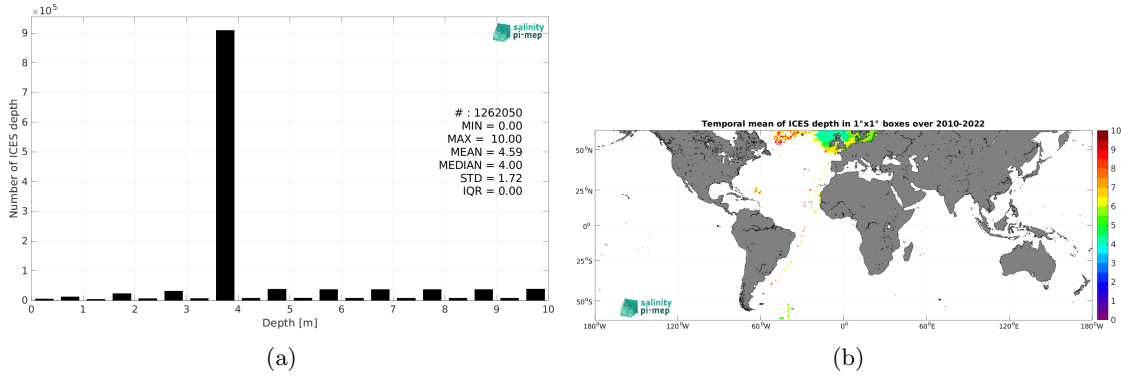 ×10^5
9
8
7
6
5
4
3
2
1
0
Number of ICES depth
salinity
pi-mep
# : 1262050
MIN = 0.00
MAX = 10.00
MEAN = 4.59
MEDIAN = 4.00
STD = 1.72
IQR = 0.00
0 1 2 3 4 5 6 7 8 9 10
Depth [m]
(a)
Temporal mean of ICES depth in 1°x1° boxes over 2010-2022
50°N
25°N
0°
25°S
50°S
salinity
pi-mep
180°W 120°W 60°W 0° 60°E 120°E 180°W
10
9
8
7
6
5
4
3
2
1
0
(b)